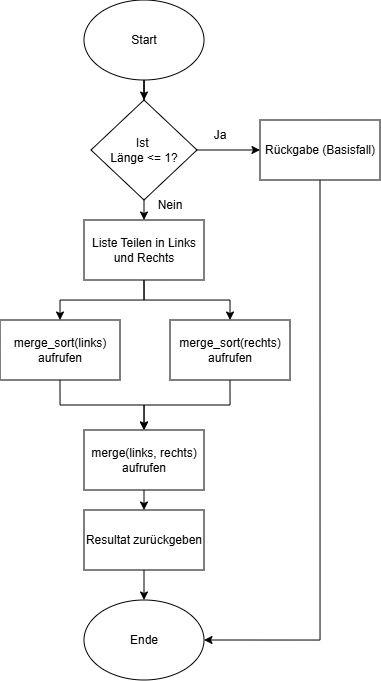 Start
Ist
Länge <= 1?
Ja
Rückgabe (Basisfall)
Nein
Liste Teilen in Links
und Rechts
merge_sort(links)
aufrufen
merge_sort(rechts)
aufrufen
merge(links, rechts)
aufrufen
Resultat zurückgeben
Ende